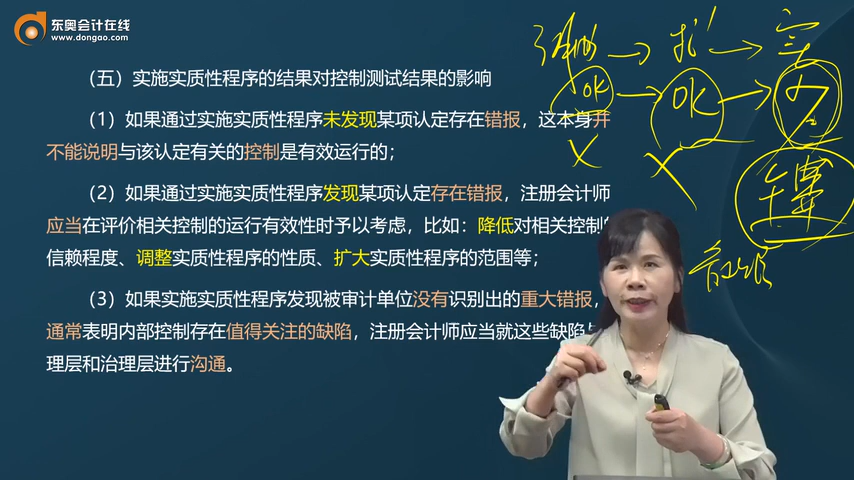 东奥会计在线
www.dongao.com
（五）实施实质性程序的结果对控制测试结果的影响
（1）如果通过实施实质性程序未发现某项认定存在错报，这本身并
不能说明与该认定有关的控制是有效运行的；
（2）如果通过实施实质性程序发现某项认定存在错报，注册会计师
应当在评价相关控制的运行有效性时予以考虑，比如：降低对相关控制的
信赖程度、调整实质性程序的性质、扩大实质性程序的范围等；
（3）如果实施实质性程序发现被审计单位没有识别出的重大错报，
通常表明内部控制存在值得关注的缺陷，注册会计师应当就这些缺陷与
理层和治理层进行沟通。
OK
OK